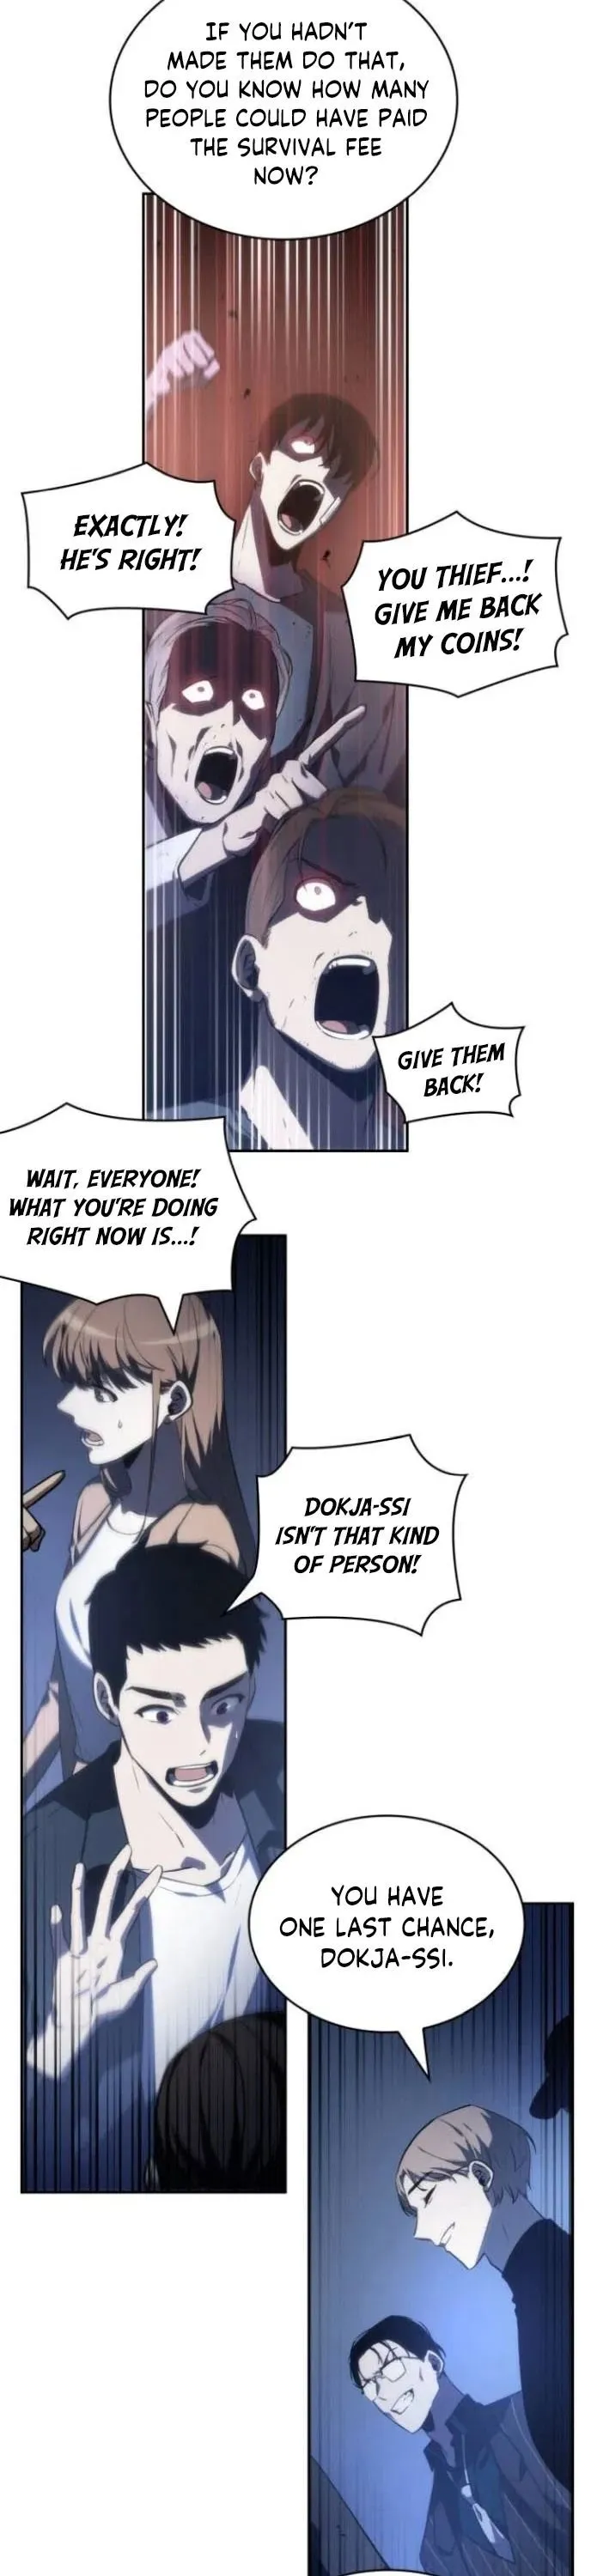 IF YOU HADN'T
MADE THEM DO THAT,
DO YOU KNOW HOW MANY
PEOPLE COULD HAVE PAID
THE SURVIVAL FEE
NOW?
EXACTLY!
HE'S RIGHT!
YOU THIEF...!
GIVE ME BACK
MY COINS!
GIVE THEM
BACK!
WAIT, EVERYONE!
WHAT YOU'RE DOING
RIGHT NOW IS...!
DOKJA-SSI
ISN'T THAT KIND
OF PERSON!
YOU HAVE
ONE LAST CHANCE,
DOKJA-SSI.